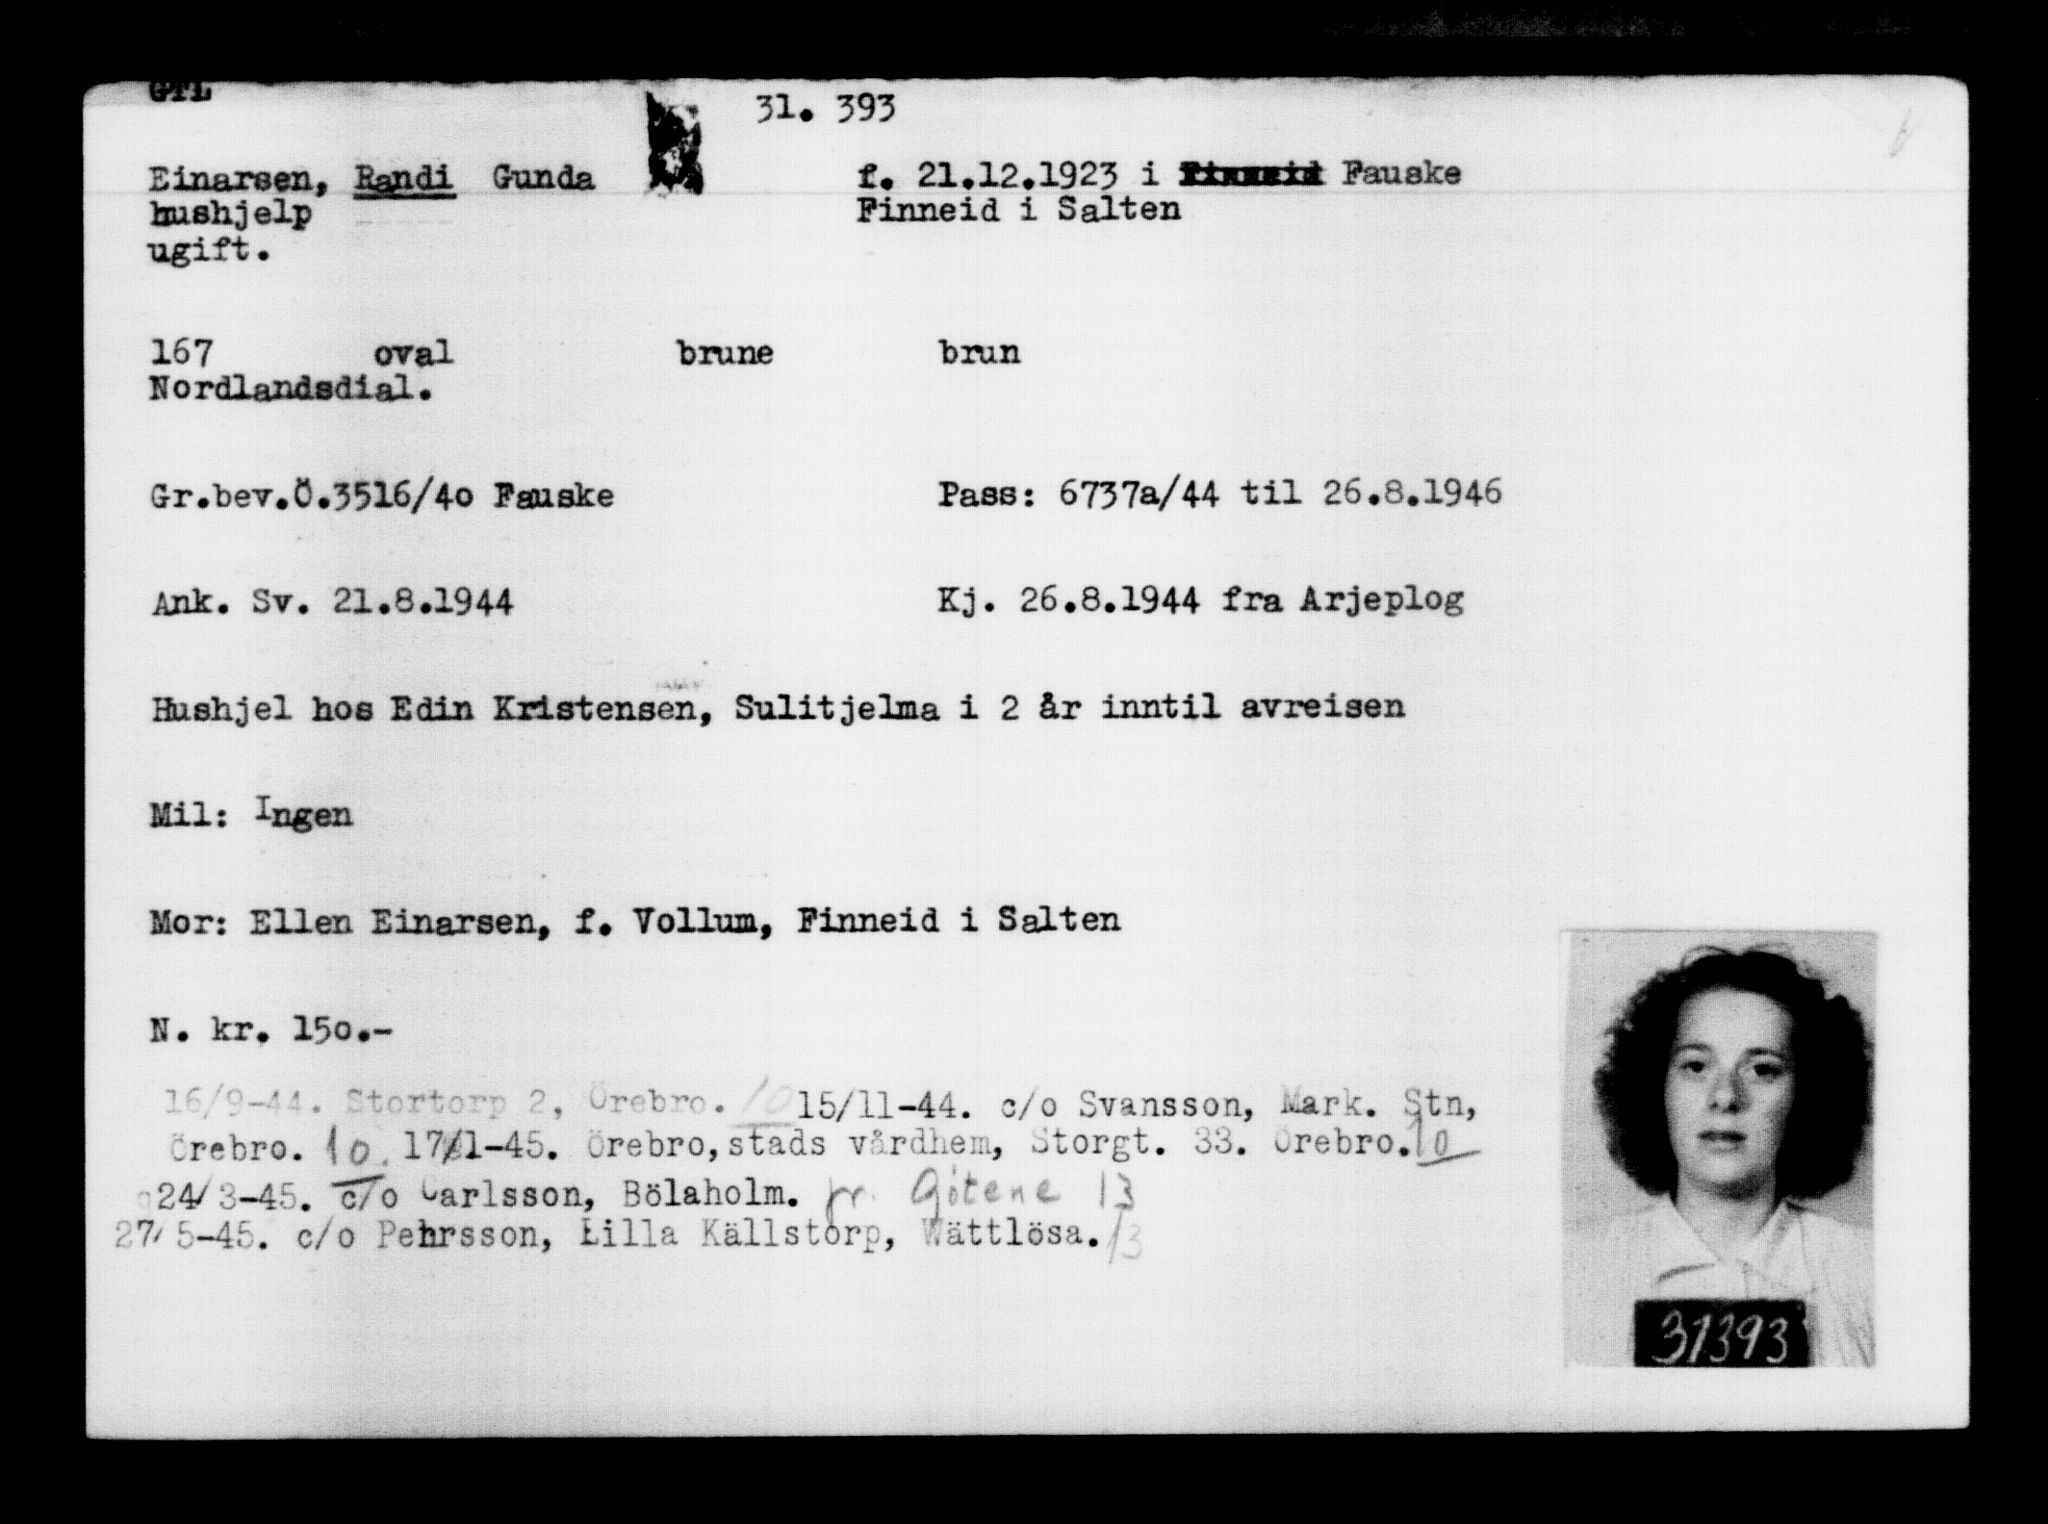 GTL
31. 393
Einarsen, Randi Gunda f. 21.12.1923 i Finneid Fauske
hushjelp Finneid i Salten
ugift.
167 oval brune brun
Nordlandsdial.
Gr.bev.Ö.3516/40 Fauske Pass: 6737a/44 til 26.8.1946
Ank. Sv. 21.8.1944 Kj. 26.8.1944 fra Arjeplog
Hushjel hos Edin Kristensen, Sulitjelma i 2 år inntil avreisen
Mil: Ingen
Mor: Ellen Einarsen, f. Vollum, Finneid i Salten
N. kr. 150.-
16/9-44. Stortorp 2, Örebro. 10 15/11-44. c/o Svansson, Mark. Stn,
Örebro. 10. 17/1-45. Örebro, stads vårdhem, Storgt. 33. Örebro. 10
24/3-45. c/o Carlsson, Bölaholm. pr. Götene 13
27/5-45. c/o Pehrsson, Lilla Källstorp, Wättlösa. 13
31393